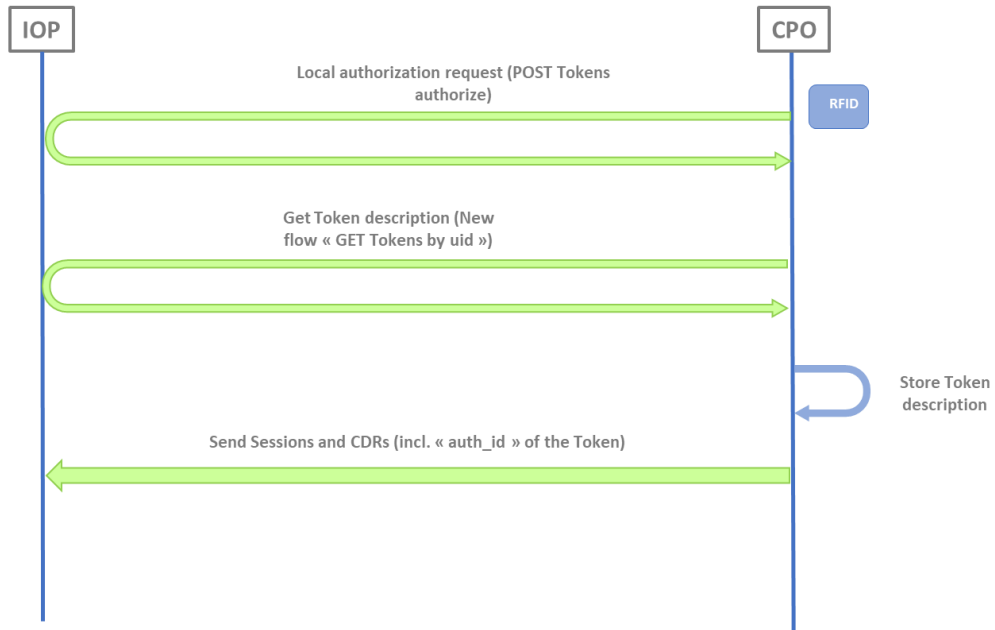 IOP
CPO
Local authorization request (POST Tokens
authorize)
RFID
Get Token description (New
flow « GET Tokens by uid »)
Store Token
description
Send Sessions and CDRs (incl. « auth_id » of the Token)